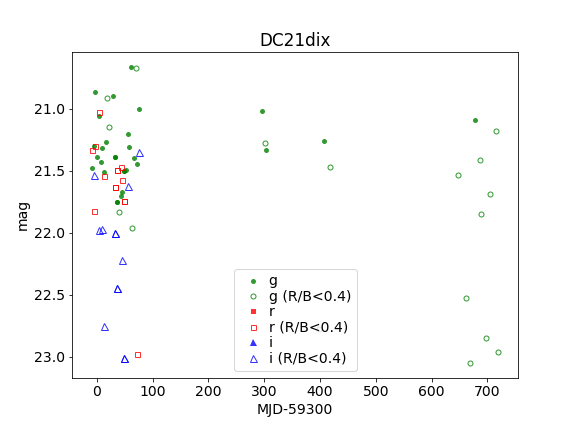 DC21dix
mag
21.0
21.5
22.0
22.5
23.0
g
g (R/B<0.4)
r
r (R/B<0.4)
i
i (R/B<0.4)
0 100 200 300 400 500 600 700
MJD-59300